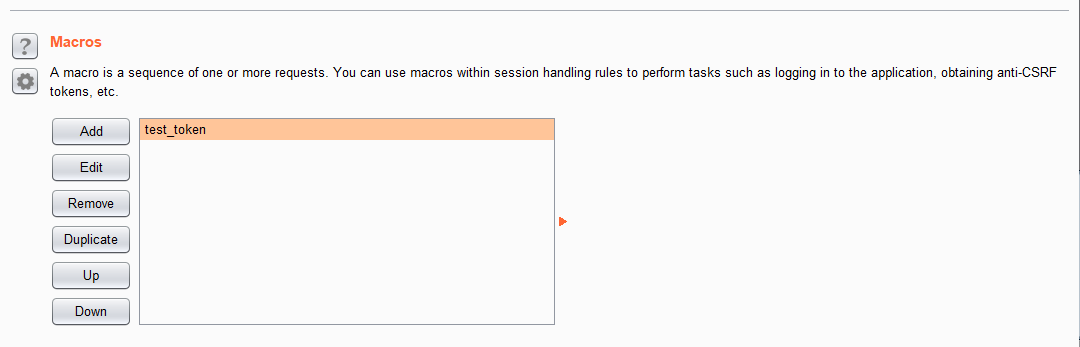 ?
Macros
A macro is a sequence of one or more requests. You can use macros within session handling rules to perform tasks such as logging in to the application, obtaining anti-CSRF
tokens, etc.
Add
test_token
Edit
Remove
Duplicate
Up
Down